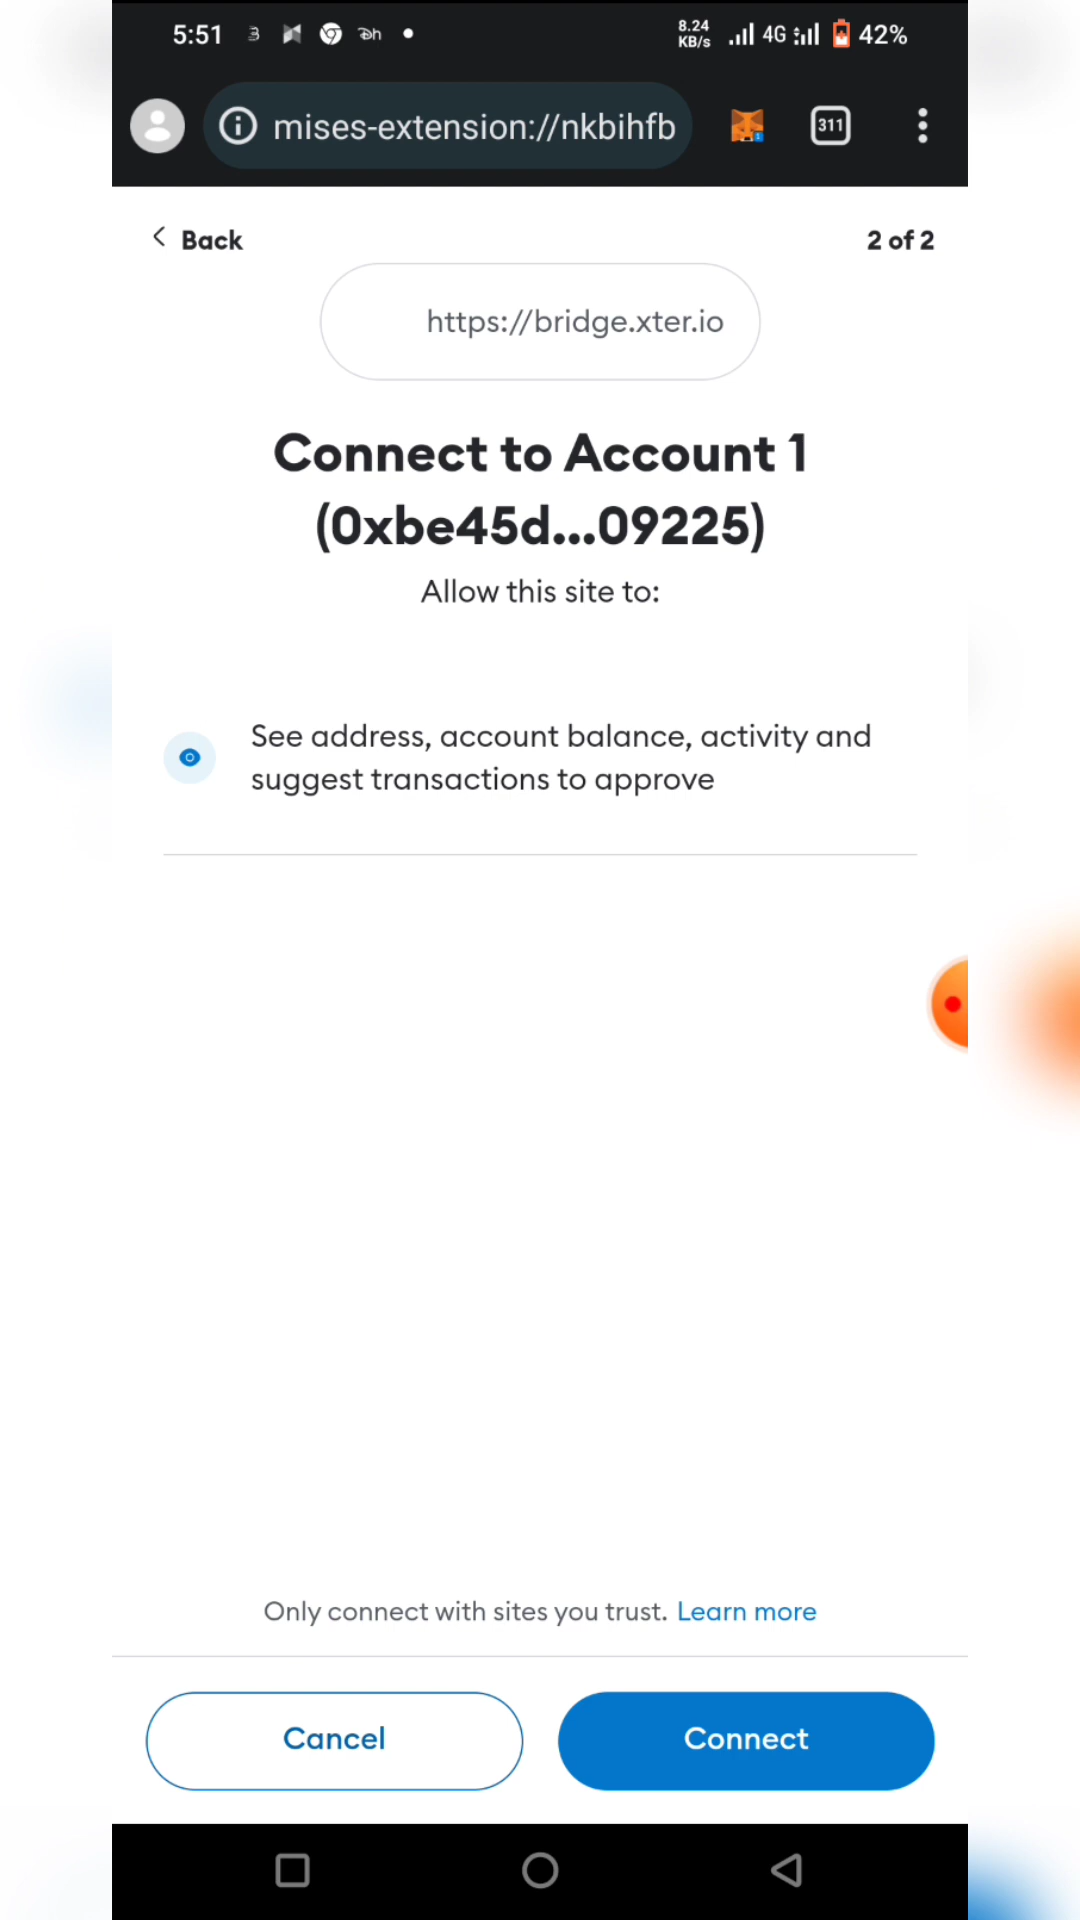 5:51
8.24
KB/s
4G
42%
mises-extension://nkbihfb
1
311
Back
2 of 2
https://bridge.xter.io
Connect to Account 1
(0xbe45d...09225)
Allow this site to:
See address, account balance, activity and
suggest transactions to approve
Only connect with sites you trust. Learn more
Cancel
Connect